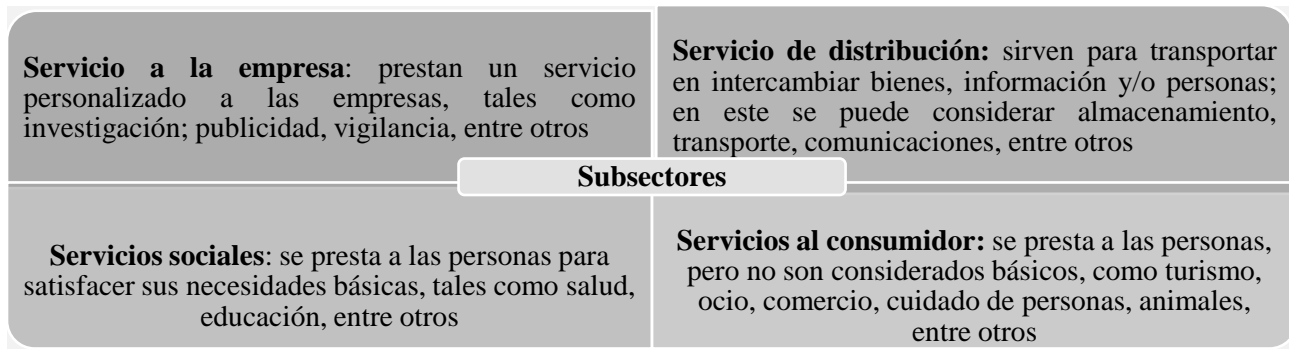 Servicio a la empresa: prestan un servicio
personalizado a las empresas, tales como
investigación; publicidad, vigilancia, entre otros
Servicio de distribución: sirven para transportar
en intercambiar bienes, información y/o personas;
en este se puede considerar almacenamiento,
transporte, comunicaciones, entre otros
Subsectores
Servicios sociales: se presta a las personas para
satisfacer sus necesidades básicas, tales como salud,
educación, entre otros
Servicios al consumidor: se presta a las personas,
pero no son considerados básicos, como turismo,
ocio, comercio, cuidado de personas, animales,
entre otros